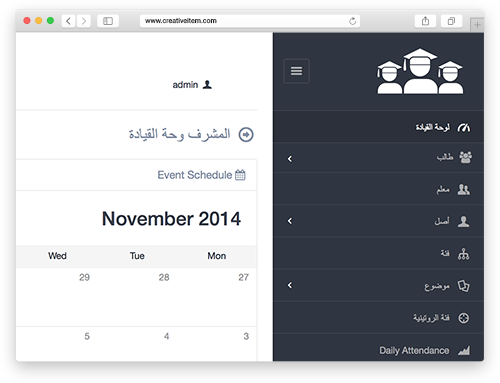 www.creativeitem.com
admin
المشرف وحة القيادة
Event Schedule
November 2014
Wed Tue Mon
29 28 27
5 4 3
لوحة القيادة
طالب
معلم
أصل
فئة
موضوع
فئة الروتينية
Daily Attendance